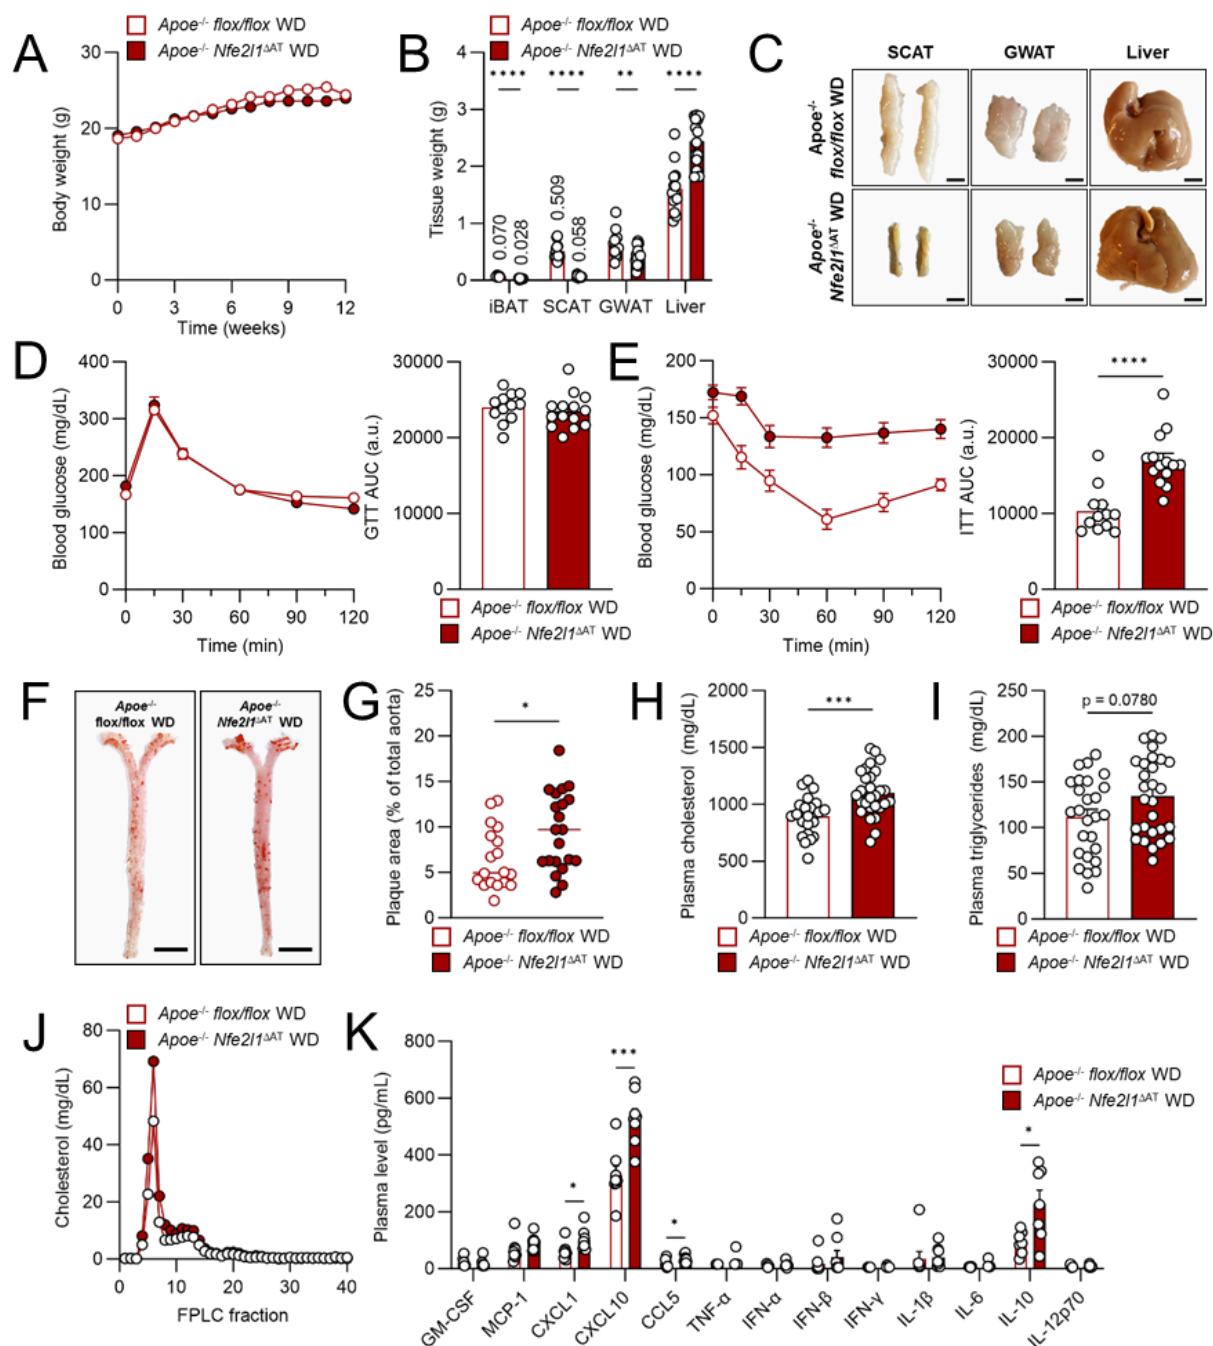 A
Apoe-/- flox/flox WD
Apoe-/- Nfe2l1ΔAT WD
Body weight (g)
30
20
10
0
0 3 6 9 12
Time (weeks)
B
Apoe-/- flox/flox WD
Apoe-/- Nfe2l1ΔAT WD
Tissue weight (g)
4
3
2
1
0
**** **** ** ****
0.070
0.028
0.509
0.058
iBAT SCAT GWAT Liver
C
SCAT GWAT Liver
Apoe-/-
flox/flox WD
Apoe-/-
Nfe2l1ΔAT WD
D
Blood glucose (mg/dL)
400
300
200
100
0
0 30 60 90 120
Time (min)
GTT AUC (a.u.)
30000
20000
10000
0
Apoe-/- flox/flox WD
Apoe-/- Nfe2l1ΔAT WD
E
Blood glucose (mg/dL)
200
150
100
50
0
0 30 60 90 120
Time (min)
ITT AUC (a.u.)
30000
20000
10000
0
****
Apoe-/- flox/flox WD
Apoe-/- Nfe2l1ΔAT WD
F
Apoe-/-
flox/flox WD
Apoe-/-
Nfe2l1ΔAT WD
G
Plaque area (% of total aorta)
25
20
15
10
5
0
*
Apoe-/- flox/flox WD
Apoe-/- Nfe2l1ΔAT WD
H
Plasma cholesterol (mg/dL)
2000
1500
1000
500
0
***
Apoe-/- flox/flox WD
Apoe-/- Nfe2l1ΔAT WD
I
Plasma triglycerides (mg/dL)
250
200
150
100
50
0
p = 0.0780
Apoe-/- flox/flox WD
Apoe-/- Nfe2l1ΔAT WD
J
Apoe-/- flox/flox WD
Apoe-/- Nfe2l1ΔAT WD
Cholesterol (mg/dL)
80
60
40
20
0
0 10 20 30 40
FPLC fraction
K
Plasma level (pg/mL)
800
600
400
200
0
* *** * *
Apoe-/- flox/flox WD
Apoe-/- Nfe2l1ΔAT WD
GM-CSF MCP-1 CXCL1 CXCL10 CCL5 TNF-α IFN-α IFN-β IFN-γ IL-1β IL-6 IL-10 IL-12p70